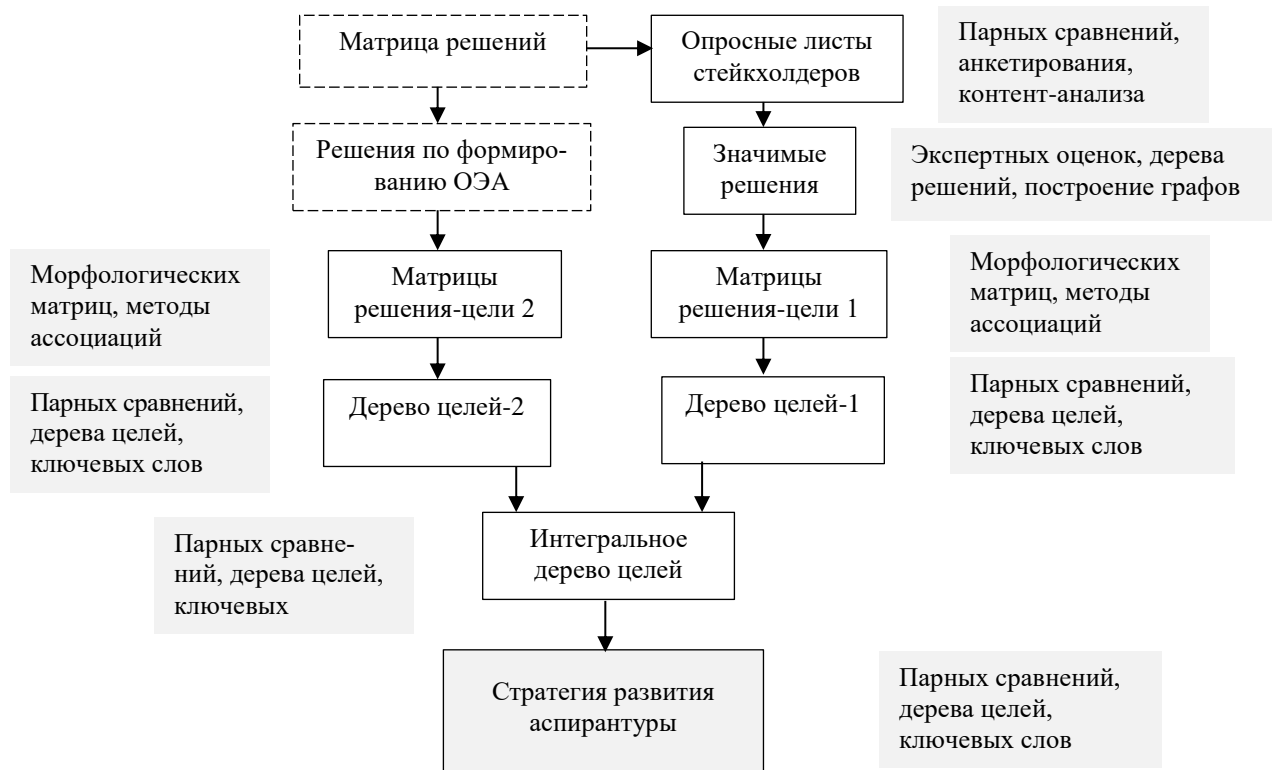 Матрица решений
Опросные листы
стейкхолдеров
Парных сравнений,
анкетирования,
контент-анализа
Решения по формиро-
ванию ОЭА
Значимые
решения
Экспертных оценок, дерева
решений, построение графов
Морфологических
матриц, методы
ассоциаций
Матрицы
решения-цели 2
Матрицы
решения-цели 1
Морфологических
матриц, методы
ассоциаций
Парных сравнений,
дерева целей,
ключевых слов
Дерево целей-2
Дерево целей-1
Парных сравнений,
дерева целей,
ключевых слов
Парных сравне-
ний, дерева целей,
ключевых
Интегральное
дерево целей
Стратегия развития
аспирантуры
Парных сравнений,
дерева целей,
ключевых слов